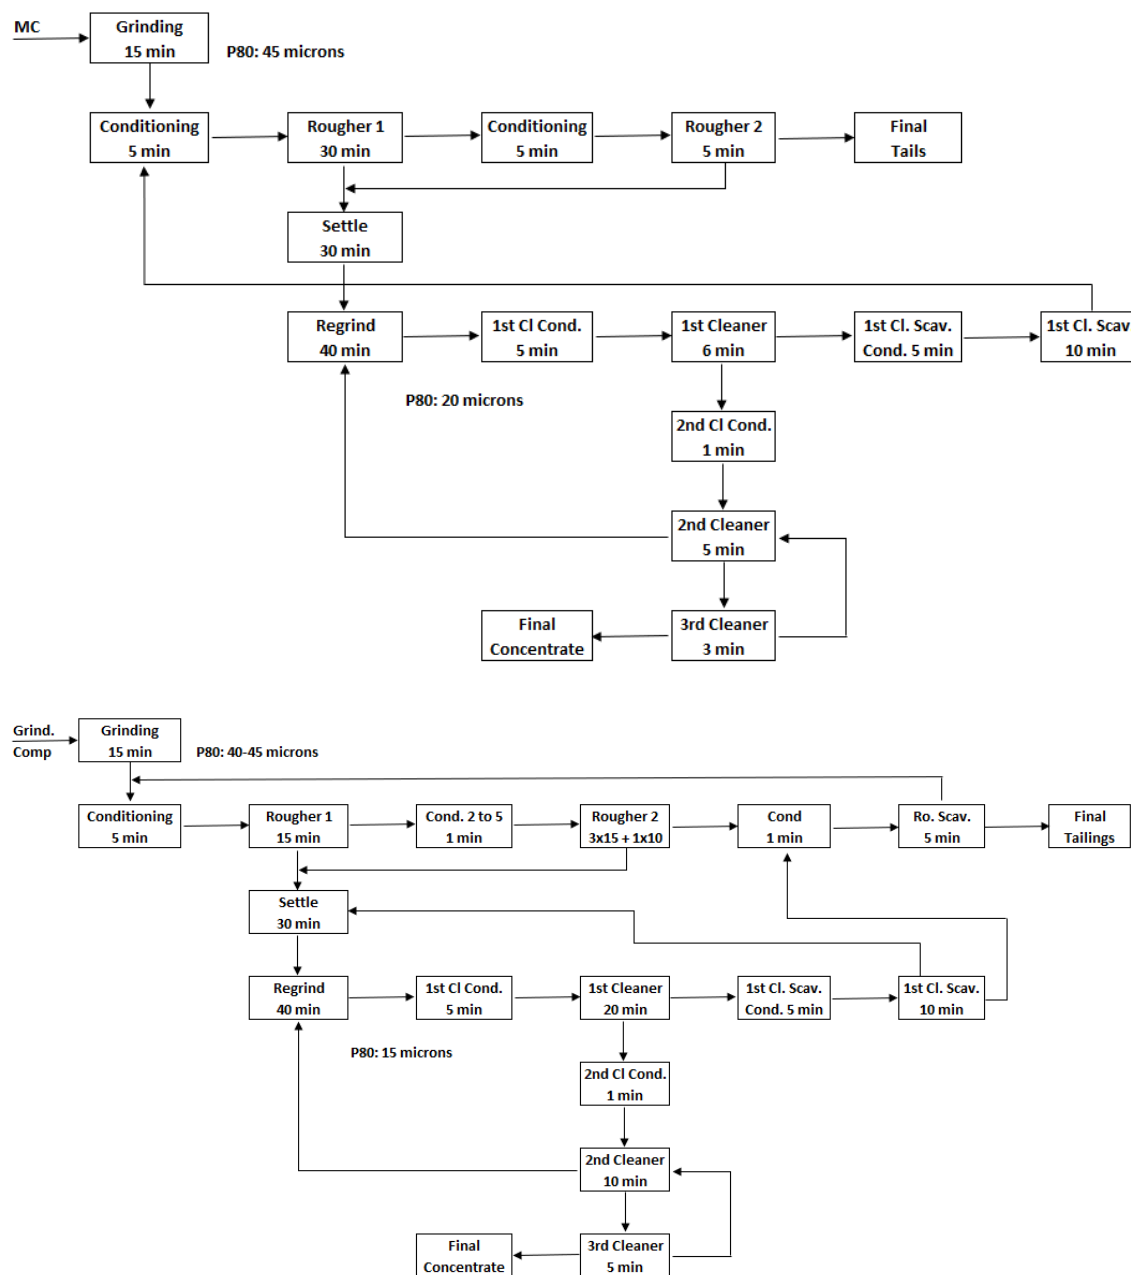 MC
Grinding
15 min
P80: 45 microns
Conditioning
5 min
Rougher 1
30 min
Conditioning
5 min
Rougher 2
5 min
Final
Tails
Settle
30 min
Regrind
40 min
1st Cl Cond.
5 min
1st Cleaner
6 min
1st Cl. Scav.
Cond. 5 min
1st Cl. Scav.
10 min
P80: 20 microns
2nd Cl Cond.
1 min
2nd Cleaner
5 min
Final
Concentrate
3rd Cleaner
3 min
Grind.
Comp
Grinding
15 min
P80: 40-45 microns
Conditioning
5 min
Rougher 1
15 min
Cond. 2 to 5
1 min
Rougher 2
3x15 + 1x10
Cond
1 min
Ro. Scav.
5 min
Final
Tailings
Settle
30 min
Regrind
40 min
1st Cl Cond.
5 min
1st Cleaner
20 min
1st Cl. Scav.
Cond. 5 min
1st Cl. Scav.
10 min
P80: 15 microns
2nd Cl Cond.
1 min
2nd Cleaner
10 min
Final
Concentrate
3rd Cleaner
5 min